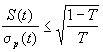 S(t)/σ_p(t) ≤ √((1 − T)/T)